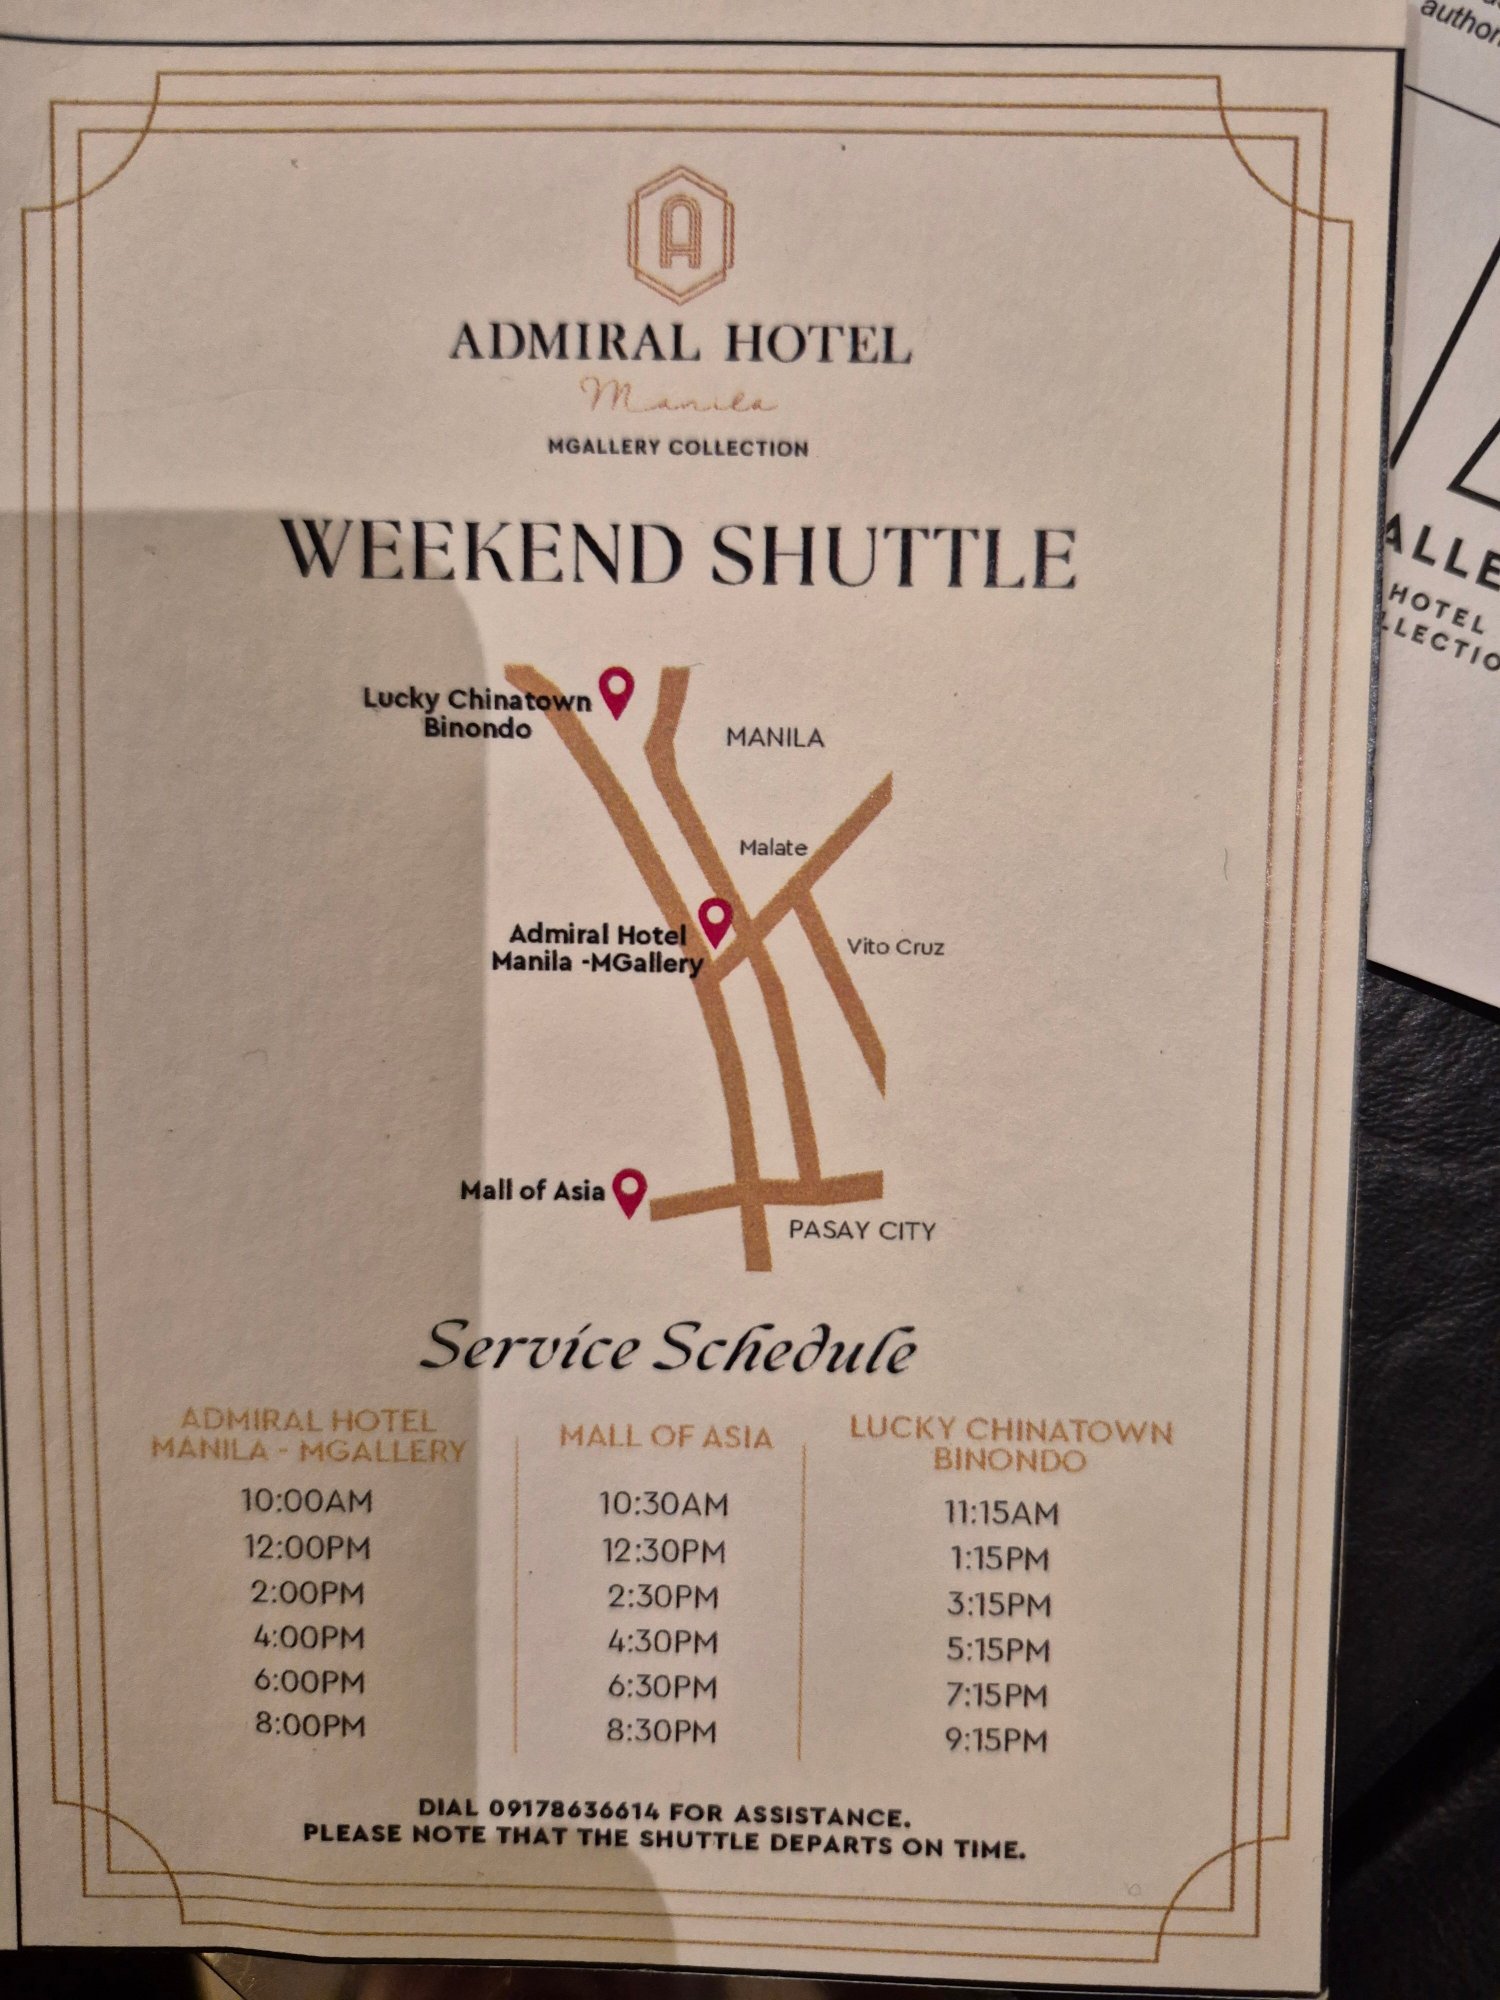 ADMIRAL HOTEL
Manila
MGALLERY COLLECTION
WEEKEND SHUTTLE
Lucky Chinatown
Binondo
MANILA
Malate
Admiral Hotel
Manila -MGallery
Vito Cruz
Mall of Asia
PASAY CITY
Service Schedule
ADMIRAL HOTEL
MANILA - MGALLERY
10:00AM
12:00PM
2:00PM
4:00PM
6:00PM
8:00PM
MALL OF ASIA
10:30AM
12:30PM
2:30PM
4:30PM
6:30PM
8:30PM
LUCKY CHINATOWN
BINONDO
11:15AM
1:15PM
3:15PM
5:15PM
7:15PM
9:15PM
DIAL 09178636614 FOR ASSISTANCE.
PLEASE NOTE THAT THE SHUTTLE DEPARTS ON TIME.
HOTEL